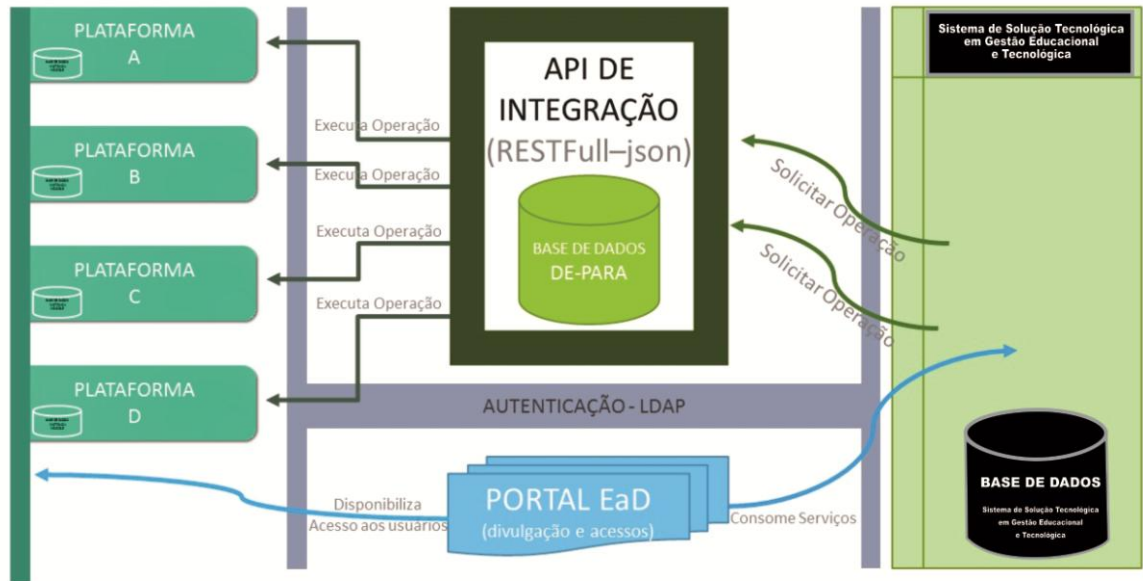 PLATAFORMA
A
PLATAFORMA
B
PLATAFORMA
C
PLATAFORMA
D
Executa Operação
Executa Operação
Executa Operação
Executa Operação
API DE
INTEGRAÇÃO
(RESTFull–json)
BASE DE DADOS
DE-PARA
Solicitar Operação
Solicitar Operação
Sistema de Solução Tecnológica
em Gestão Educacional
e Tecnológica
AUTENTICAÇÃO - LDAP
Disponibiliza
Acesso aos usuários
PORTAL EaD
(divulgação e acessos)
Consome Serviços
BASE DE DADOS
Sistema de Solução Tecnológica
em Gestão Educacional
e Tecnológica